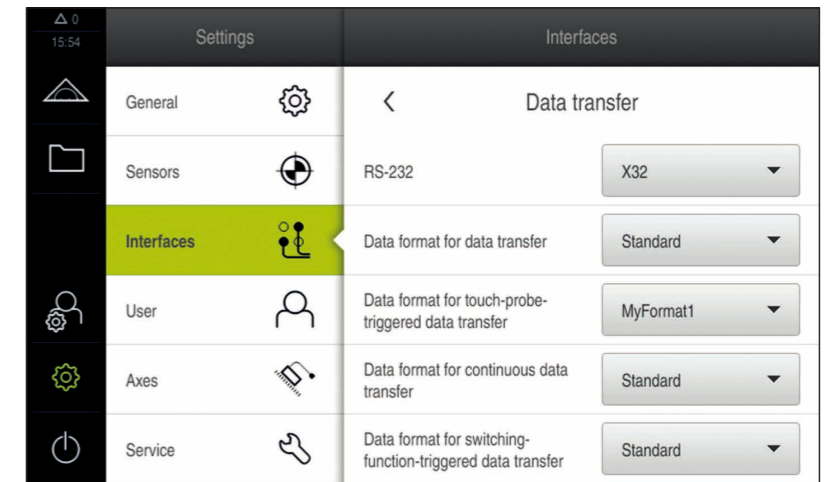 0
15:54
Settings
Interfaces
General
Sensors
Interfaces
User
Axes
Service
Data transfer
RS-232
X32
Data format for data transfer
Standard
Data format for touch-probe-
triggered data transfer
MyFormat1
Data format for continuous data
transfer
Standard
Data format for switching-
function-triggered data transfer
Standard